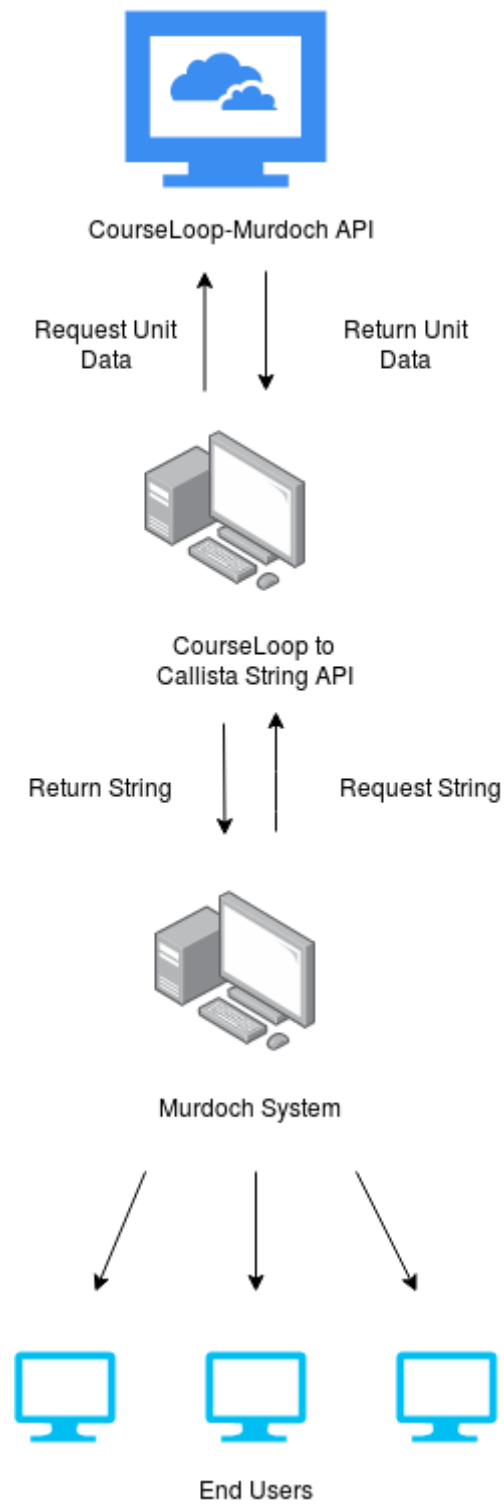 CourseLoop-Murdoch API
Request Unit
Data
Return Unit
Data
CourseLoop to
Callista String API
Return String
Request String
Murdoch System
End Users